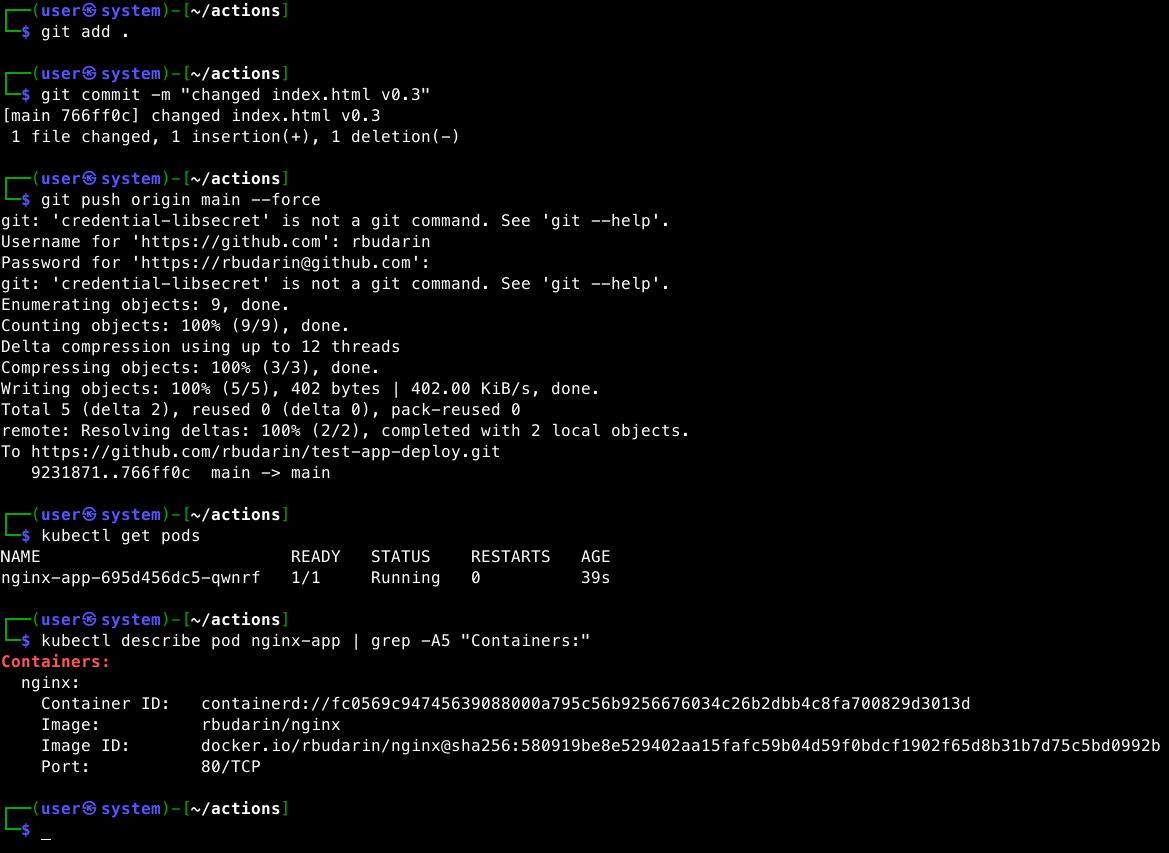 ┌──(user㉿system)-[~/actions]
└─$ git add .
┌──(user㉿system)-[~/actions]
└─$ git commit -m "changed index.html v0.3"
[main 766ff0c] changed index.html v0.3
 1 file changed, 1 insertion(+), 1 deletion(-)
┌──(user㉿system)-[~/actions]
└─$ git push origin main --force
git: 'credential-libsecret' is not a git command. See 'git --help'.
Username for 'https://github.com': rbudarin
Password for 'https://rbudarin@github.com':
git: 'credential-libsecret' is not a git command. See 'git --help'.
Enumerating objects: 9, done.
Counting objects: 100% (9/9), done.
Delta compression using up to 12 threads
Compressing objects: 100% (3/3), done.
Writing objects: 100% (5/5), 402 bytes | 402.00 KiB/s, done.
Total 5 (delta 2), reused 0 (delta 0), pack-reused 0
remote: Resolving deltas: 100% (2/2), completed with 2 local objects.
To https://github.com/rbudarin/test-app-deploy.git
   9231871..766ff0c  main -> main
┌──(user㉿system)-[~/actions]
└─$ kubectl get pods
NAME                         READY   STATUS    RESTARTS   AGE
nginx-app-695d456dc5-qwnrf   1/1     Running   0          39s
┌──(user㉿system)-[~/actions]
└─$ kubectl describe pod nginx-app | grep -A5 "Containers:"
Containers:
  nginx:
    Container ID:   containerd://fc0569c94745639088000a795c56b9256676034c26b2dbb4c8fa700829d3013d
    Image:          rbudarin/nginx
    Image ID:       docker.io/rbudarin/nginx@sha256:580919be8e529402aa15fafc59b04d59f0bdcf1902f65d8b31b7d75c5bd0992b
    Port:           80/TCP
┌──(user㉿system)-[~/actions]
└─$ _